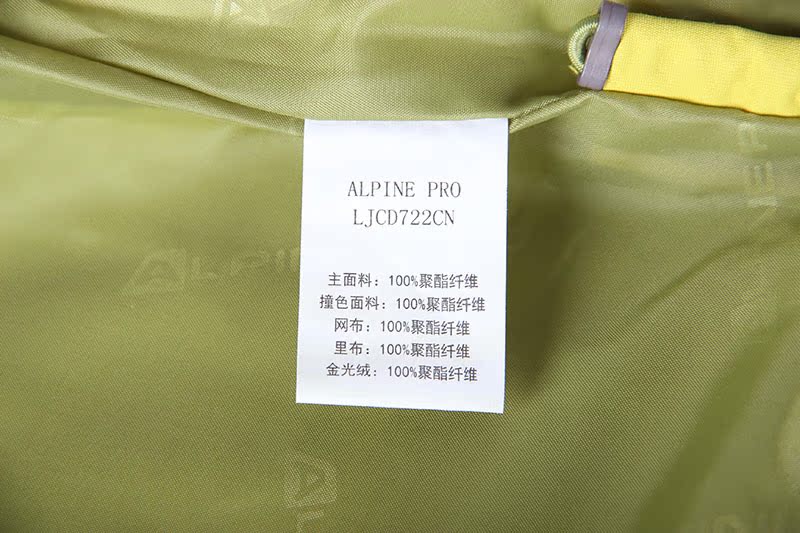 ALPINE PRO
LJCD722CN
主面料：100%聚酯纤维
撞色面料：100%聚酯纤维
网布：100%聚酯纤维
里布：100%聚酯纤维
金光绒：100%聚酯纤维
ALPINE